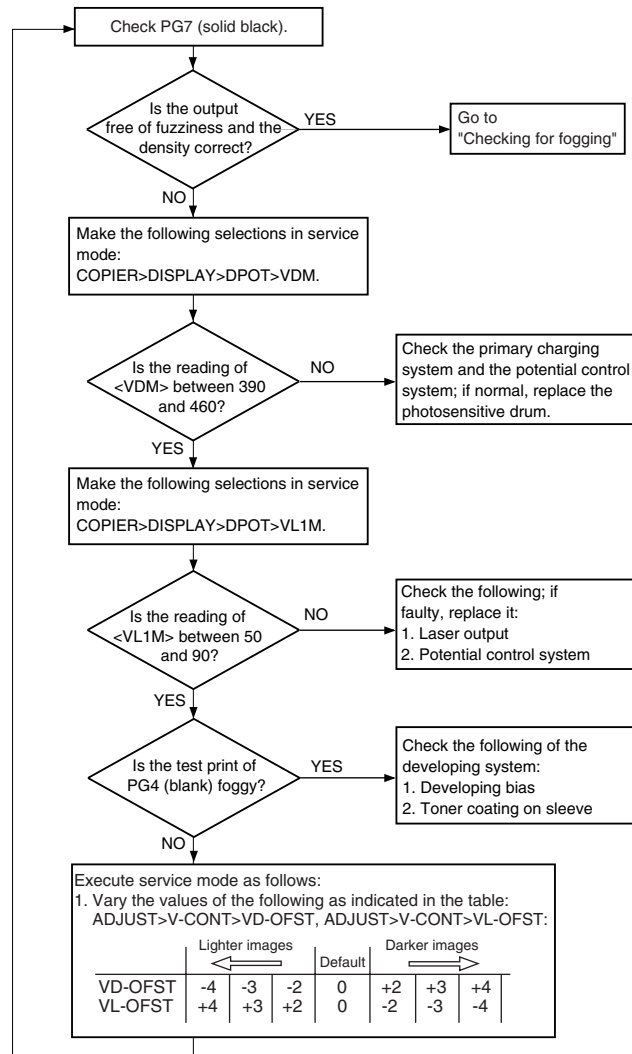 Check PG7 (solid black).
Is the output
free of fuzziness and the
density correct?
YES
Go to
"Checking for fogging"
NO
Make the following selections in service
mode:
COPIER>DISPLAY>DPOT>VDM.
Is the reading of
<VDM> between 390
and 460?
NO
Check the primary charging
system and the potential control
system; if normal, replace the
photosensitive drum.
YES
Make the following selections in service
mode:
COPIER>DISPLAY>DPOT>VL1M.
Is the reading of
<VL1M> between 50
and 90?
NO
Check the following; if
faulty, replace it:
1. Laser output
2. Potential control system
YES
Is the test print of
PG4 (blank) foggy?
YES
Check the following of the
developing system:
1. Developing bias
2. Toner coating on sleeve
NO
Execute service mode as follows:
1. Vary the values of the following as indicated in the table:
ADJUST>V-CONT>VD-OFST, ADJUST>V-CONT>VL-OFST:
Lighter images Default Darker images
VD-OFST -4 -3 -2 0 +2 +3 +4
VL-OFST +4 +3 +2 0 -2 -3 -4